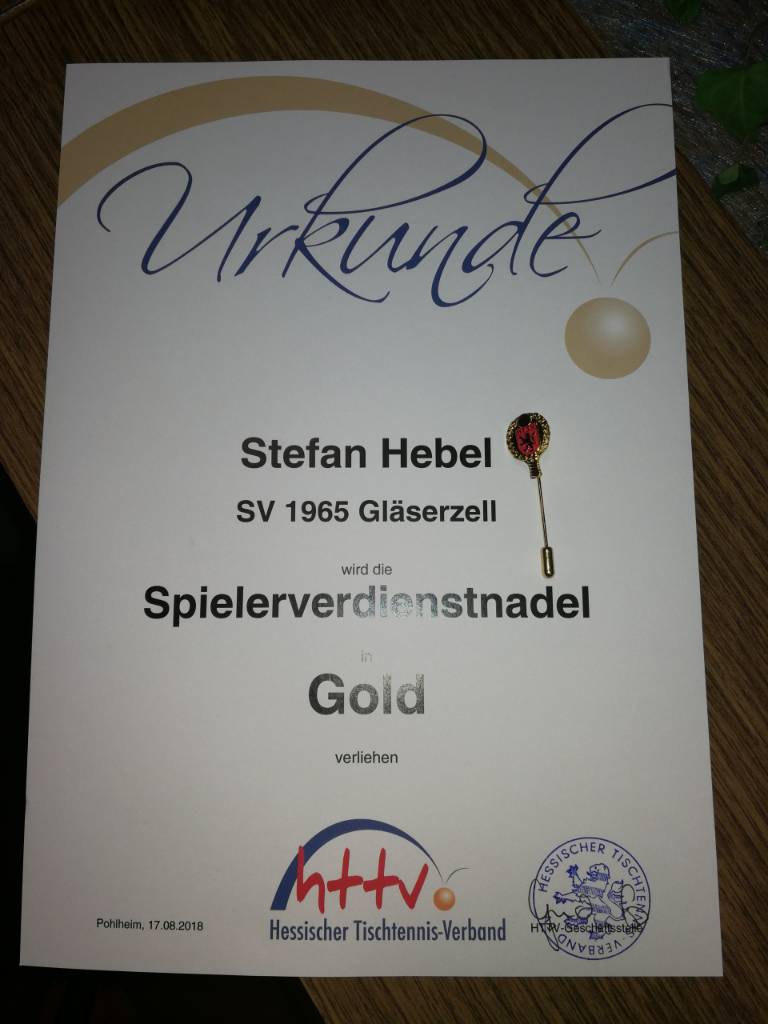 Urkunde
Stefan Hebel
SV 1965 Gläserzell
wird die
Spielerverdienstnadel
in
Gold
verliehen
httv
Hessischer Tischtennis-Verband
Pohlheim, 17.08.2018
HESSISCHER TISCHTENNIS-VERBAND
HTTV-Geschäftsstelle